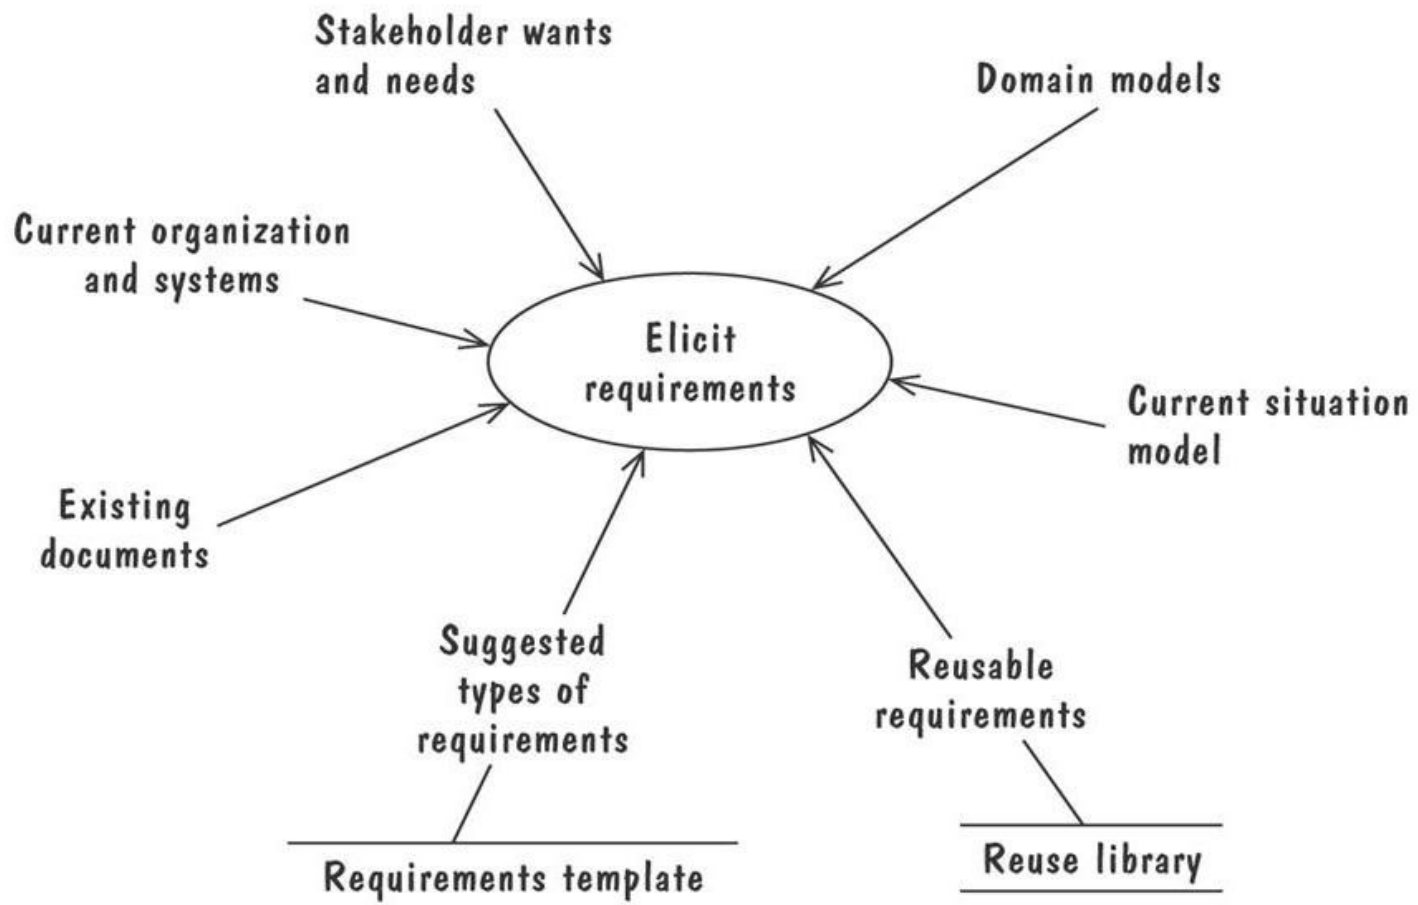 Stakeholder wants
and needs
Domain models
Current organization
and systems
Elicit
requirements
Current situation
model
Existing
documents
Suggested
types of
requirements
Reusable
requirements
Requirements template
Reuse library